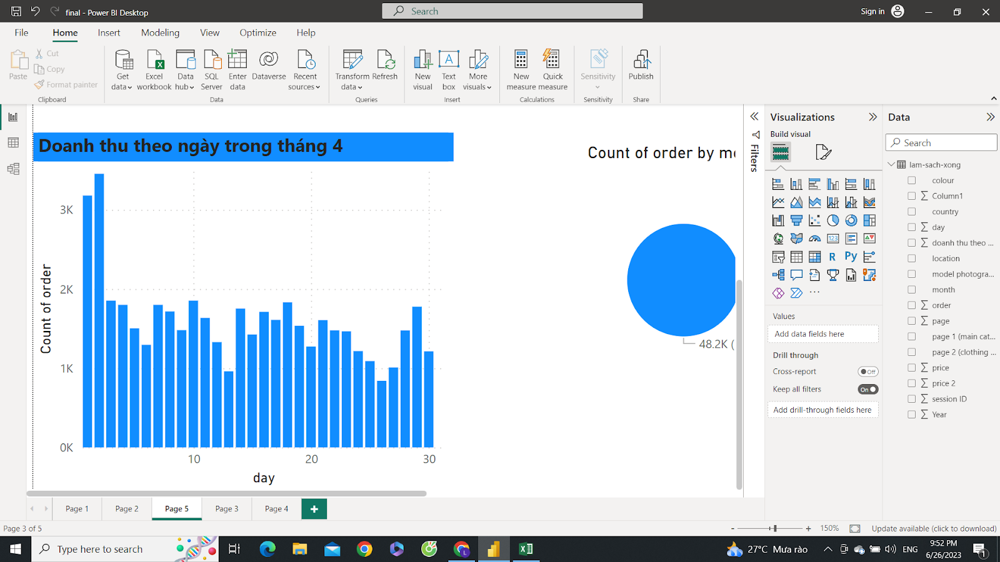 final - Power BI Desktop
Search
Sign in
File Home Insert Modeling View Optimize Help
Paste
Cut
Copy
Format painter
Clipboard
Get data
Excel workbook
Data hub
SQL Server
Enter data
Dataverse
Recent sources
Data
Transform data
Refresh
Queries
New visual
Text box
More visuals
Insert
New measure
Quick measure
Calculations
Sensitivity
Sensitivity
Publish
Share
Doanh thu theo ngày trong tháng 4
3K
2K
1K
0K
Count of order
10 20 30
day
Count of order by mo
48.2K (
Filters
Visualizations
Build visual
R
Py
123
Values
Add data fields here
Drill through
Cross-report
Off
Keep all filters
On
Add drill-through fields here
Data
Search
lam-sach-xong
colour
Column1
country
day
doanh thu theo ...
location
model photogra...
month
order
page
page 1 (main cat...
page 2 (clothing ...
price
price 2
session ID
Year
Page 1 Page 2 Page 5 Page 3 Page 4
Page 3 of 5
- + 150%
Update available (click to download)
Type here to search
27°C Mưa rào
ENG
9:52 PM
6/26/2023
1